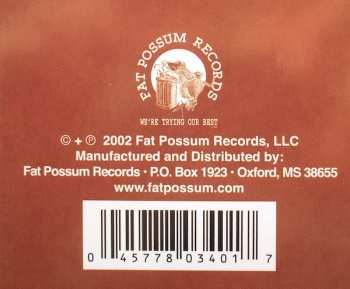 FAT POSSUM RECORDS
WE'RE TRYING OUR BEST
© + ℗ 2002 Fat Possum Records, LLC
Manufactured and Distributed by:
Fat Possum Records • P.O. Box 1923 • Oxford, MS 38655
www.fatpossum.com
0 45778 03401 7